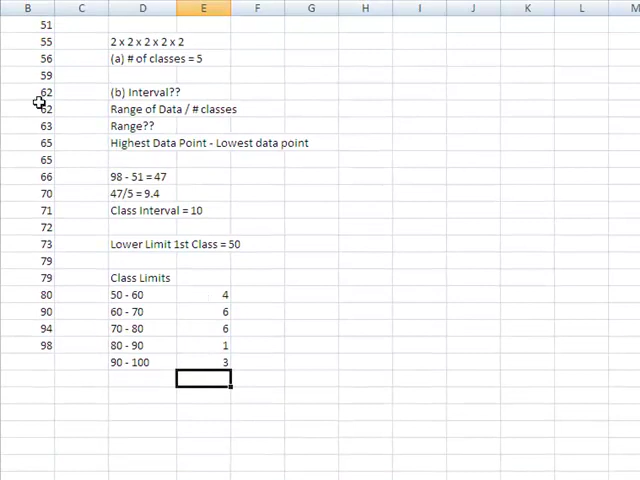 B C D E F G H I J K L M
51
55 2 x 2 x 2 x 2 x 2
56 (a) # of classes = 5
59
62 (b) Interval??
62 Range of Data / # classes
63 Range??
65 Highest Data Point - Lowest data point
65
66 98 - 51 = 47
70 47/5 = 9.4
71 Class Interval = 10
72
73 Lower Limit 1st Class = 50
79
79 Class Limits
80 50 - 60 4
90 60 - 70 6
94 70 - 80 6
98 80 - 90 1
90 - 100 3